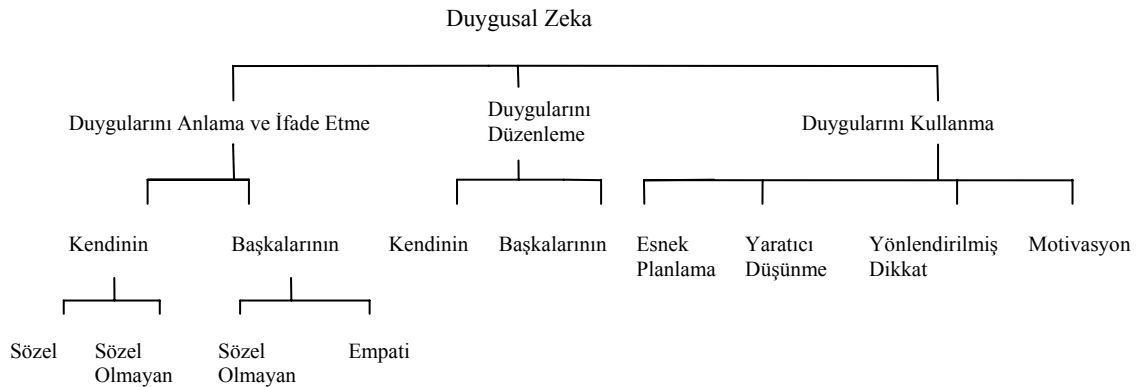 Duygusal Zeka
Duygularını Anlama ve İfade Etme
Duygularını
Düzenleme
Duygularını Kullanma
Kendinin
Başkalarının
Kendinin
Başkalarının
Esnek
Planlama
Yaratıcı
Düşünme
Yönlendirilmiş
Dikkat
Motivasyon
Sözel
Sözel
Olmayan
Sözel
Olmayan
Empati